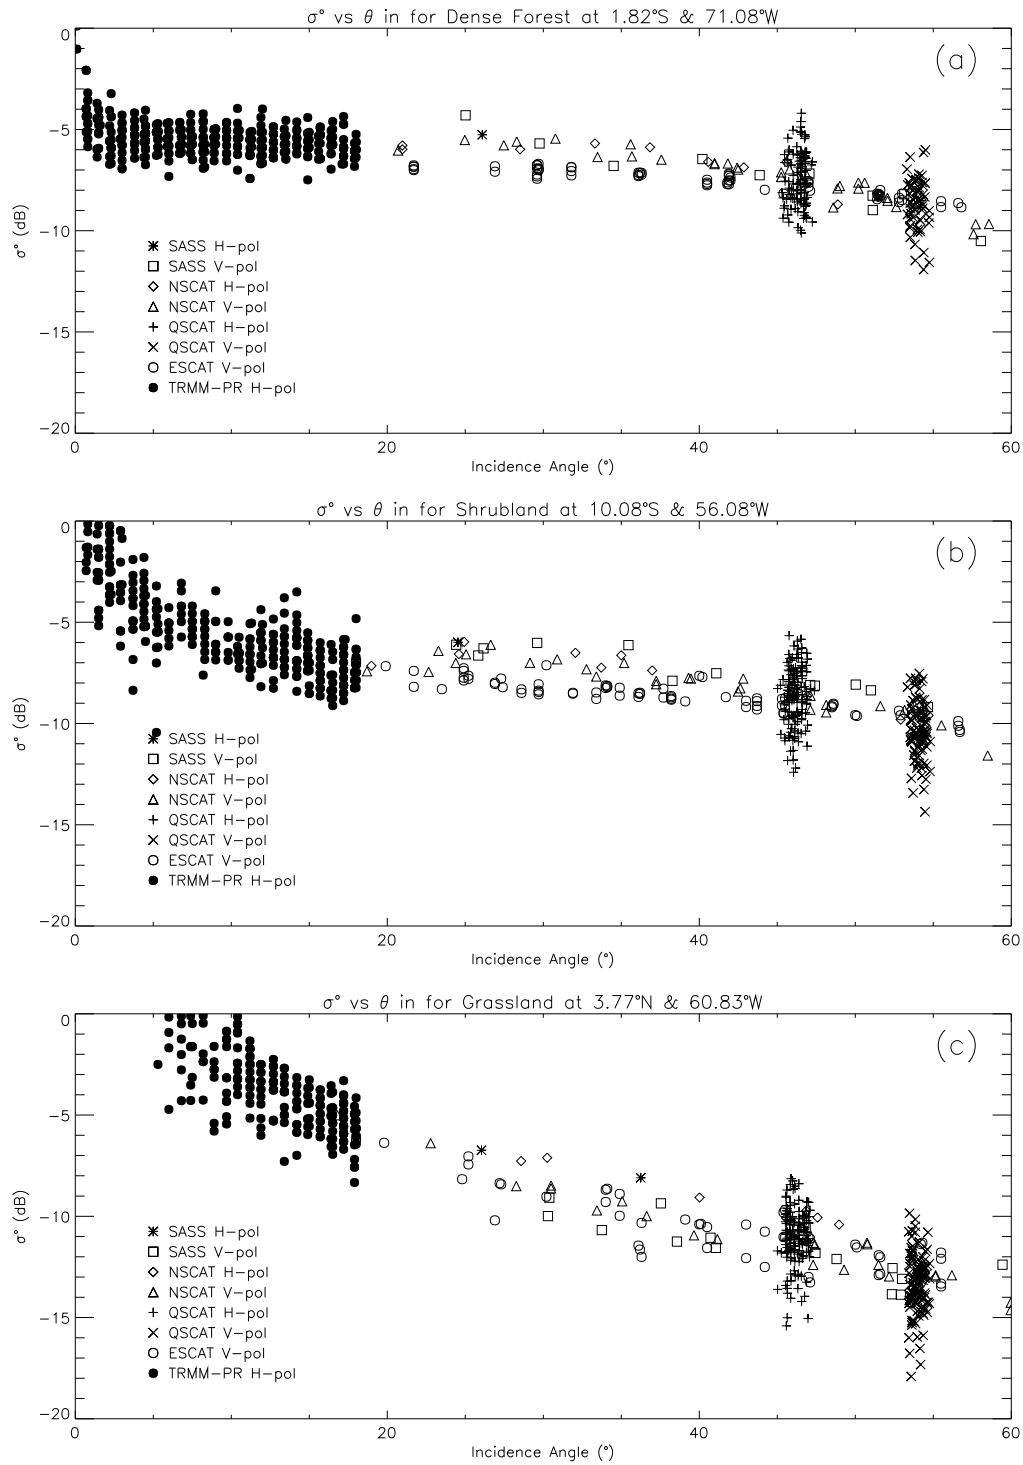 σ° vs θ in for Dense Forest at 1.82°S & 71.08°W
(a)
0
−5
−10
−15
−20
σ° (dB)
✳ SASS H−pol
□ SASS V−pol
◇ NSCAT H−pol
△ NSCAT V−pol
+ QSCAT H−pol
× QSCAT V−pol
○ ESCAT V−pol
● TRMM−PR H−pol
0 20 40 60
Incidence Angle (°)
σ° vs θ in for Shrubland at 10.08°S & 56.08°W
(b)
0
−5
−10
−15
−20
σ° (dB)
✳ SASS H−pol
□ SASS V−pol
◇ NSCAT H−pol
△ NSCAT V−pol
+ QSCAT H−pol
× QSCAT V−pol
○ ESCAT V−pol
● TRMM−PR H−pol
0 20 40 60
Incidence Angle (°)
σ° vs θ in for Grassland at 3.77°N & 60.83°W
(c)
0
−5
−10
−15
−20
σ° (dB)
✳ SASS H−pol
□ SASS V−pol
◇ NSCAT H−pol
△ NSCAT V−pol
+ QSCAT H−pol
× QSCAT V−pol
○ ESCAT V−pol
● TRMM−PR H−pol
0 20 40 60
Incidence Angle (°)